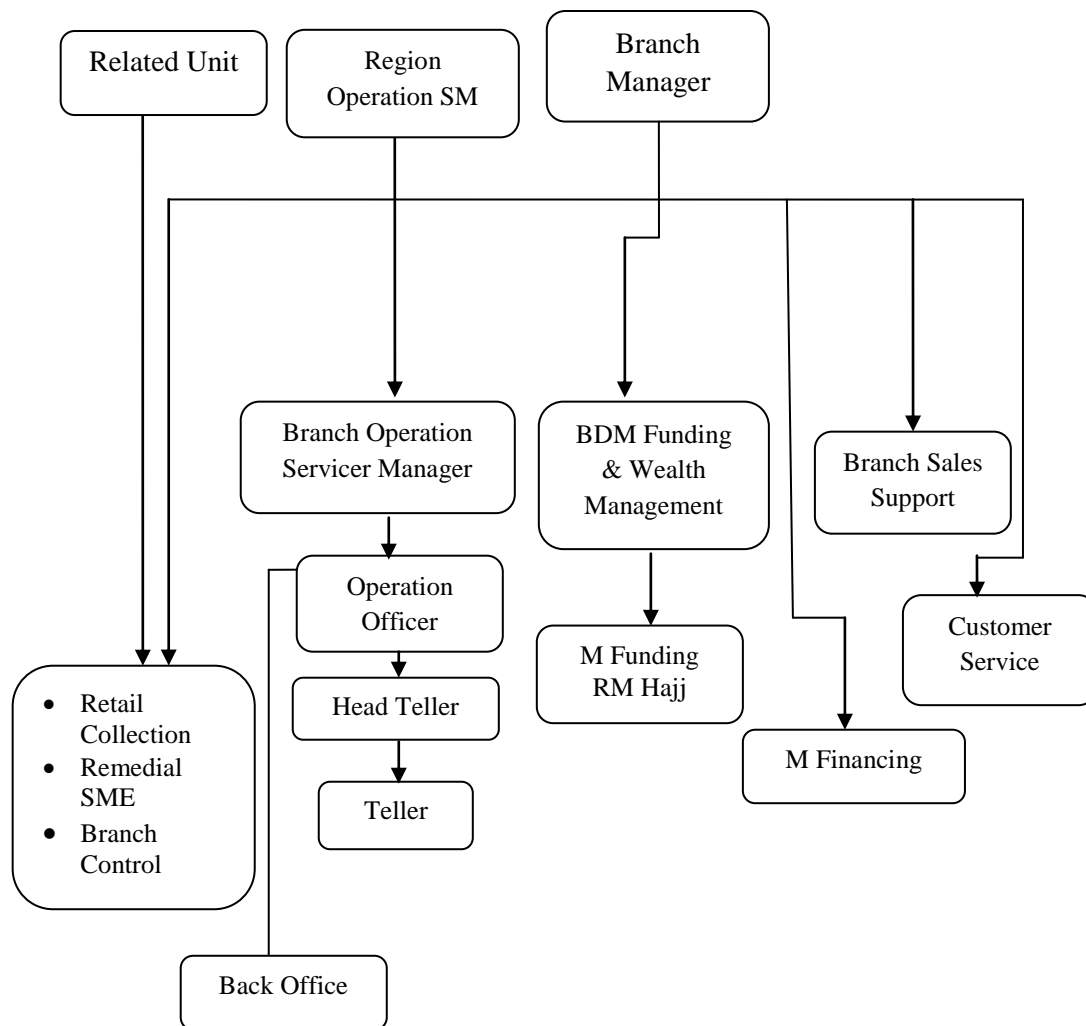 Related Unit
Region
Operation SM
Branch
Manager
Branch Operation
Servicer Manager
BDM Funding
& Wealth
Management
Branch Sales
Support
Operation
Officer
Customer
Service
M Funding
RM Hajj
• Retail
Collection
• Remedial
SME
• Branch
Control
Head Teller
M Financing
Teller
Back Office